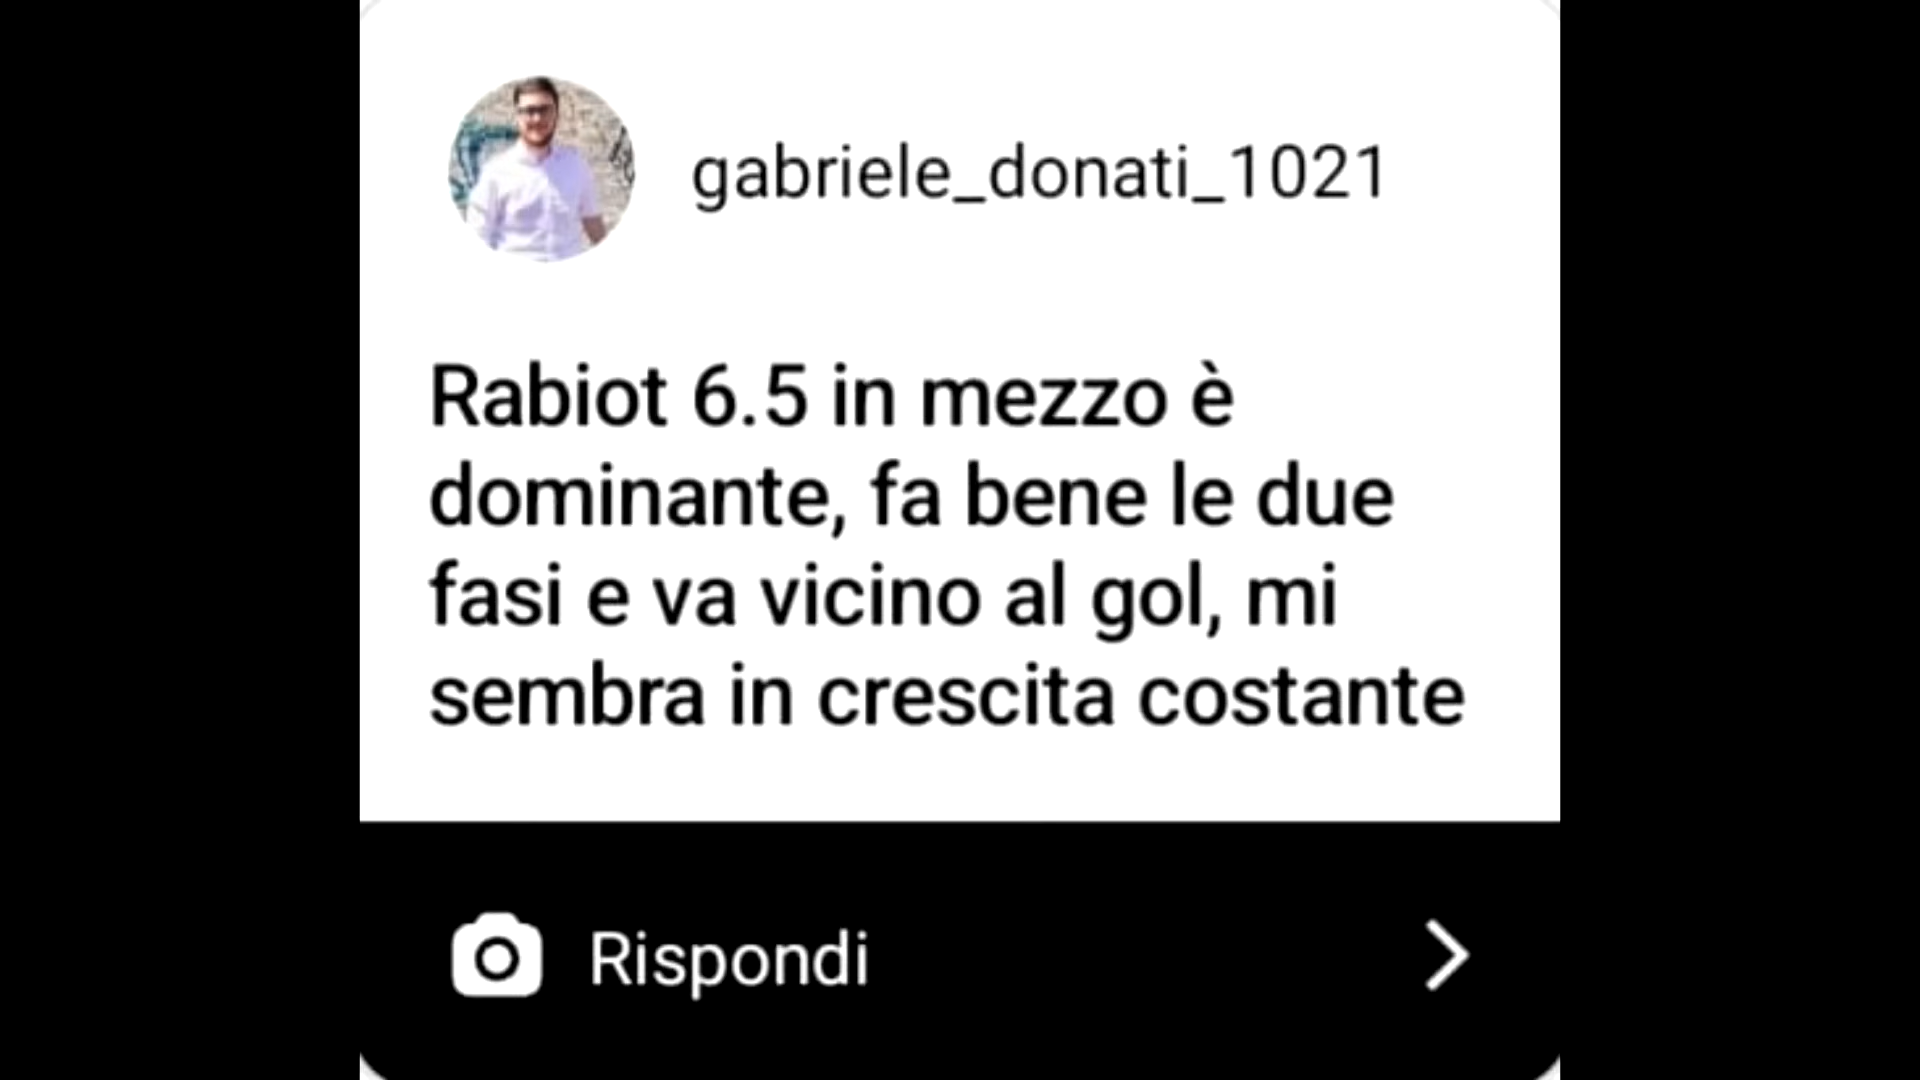 gabriele_donati_1021
Rabiot 6.5 in mezzo è
dominante, fa bene le due
fasi e va vicino al gol, mi
sembra in crescita costante
Rispondi